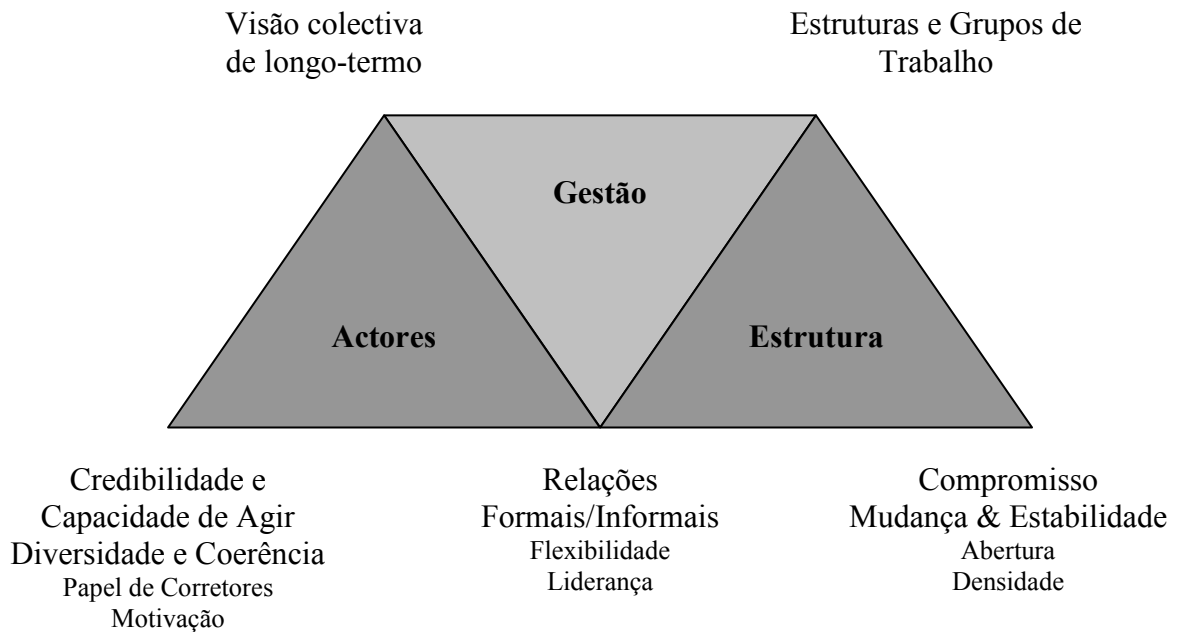 Visão colectiva
de longo-termo
Estruturas e Grupos de
Trabalho
Gestão
Actores
Estrutura
Credibilidade e
Capacidade de Agir
Diversidade e Coerência
Papel de Corretores
Motivação
Relações
Formais/Informais
Flexibilidade
Liderança
Compromisso
Mudança & Estabilidade
Abertura
Densidade